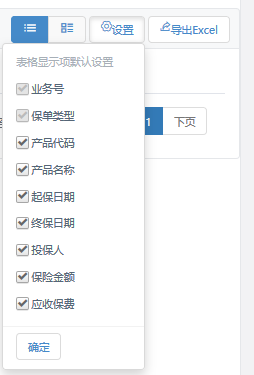 设置 导出Excel
表格显示项默认设置
业务号
保单类型
产品代码
1 下页
产品名称
起保日期
终保日期
投保人
保险金额
应收保费
确定